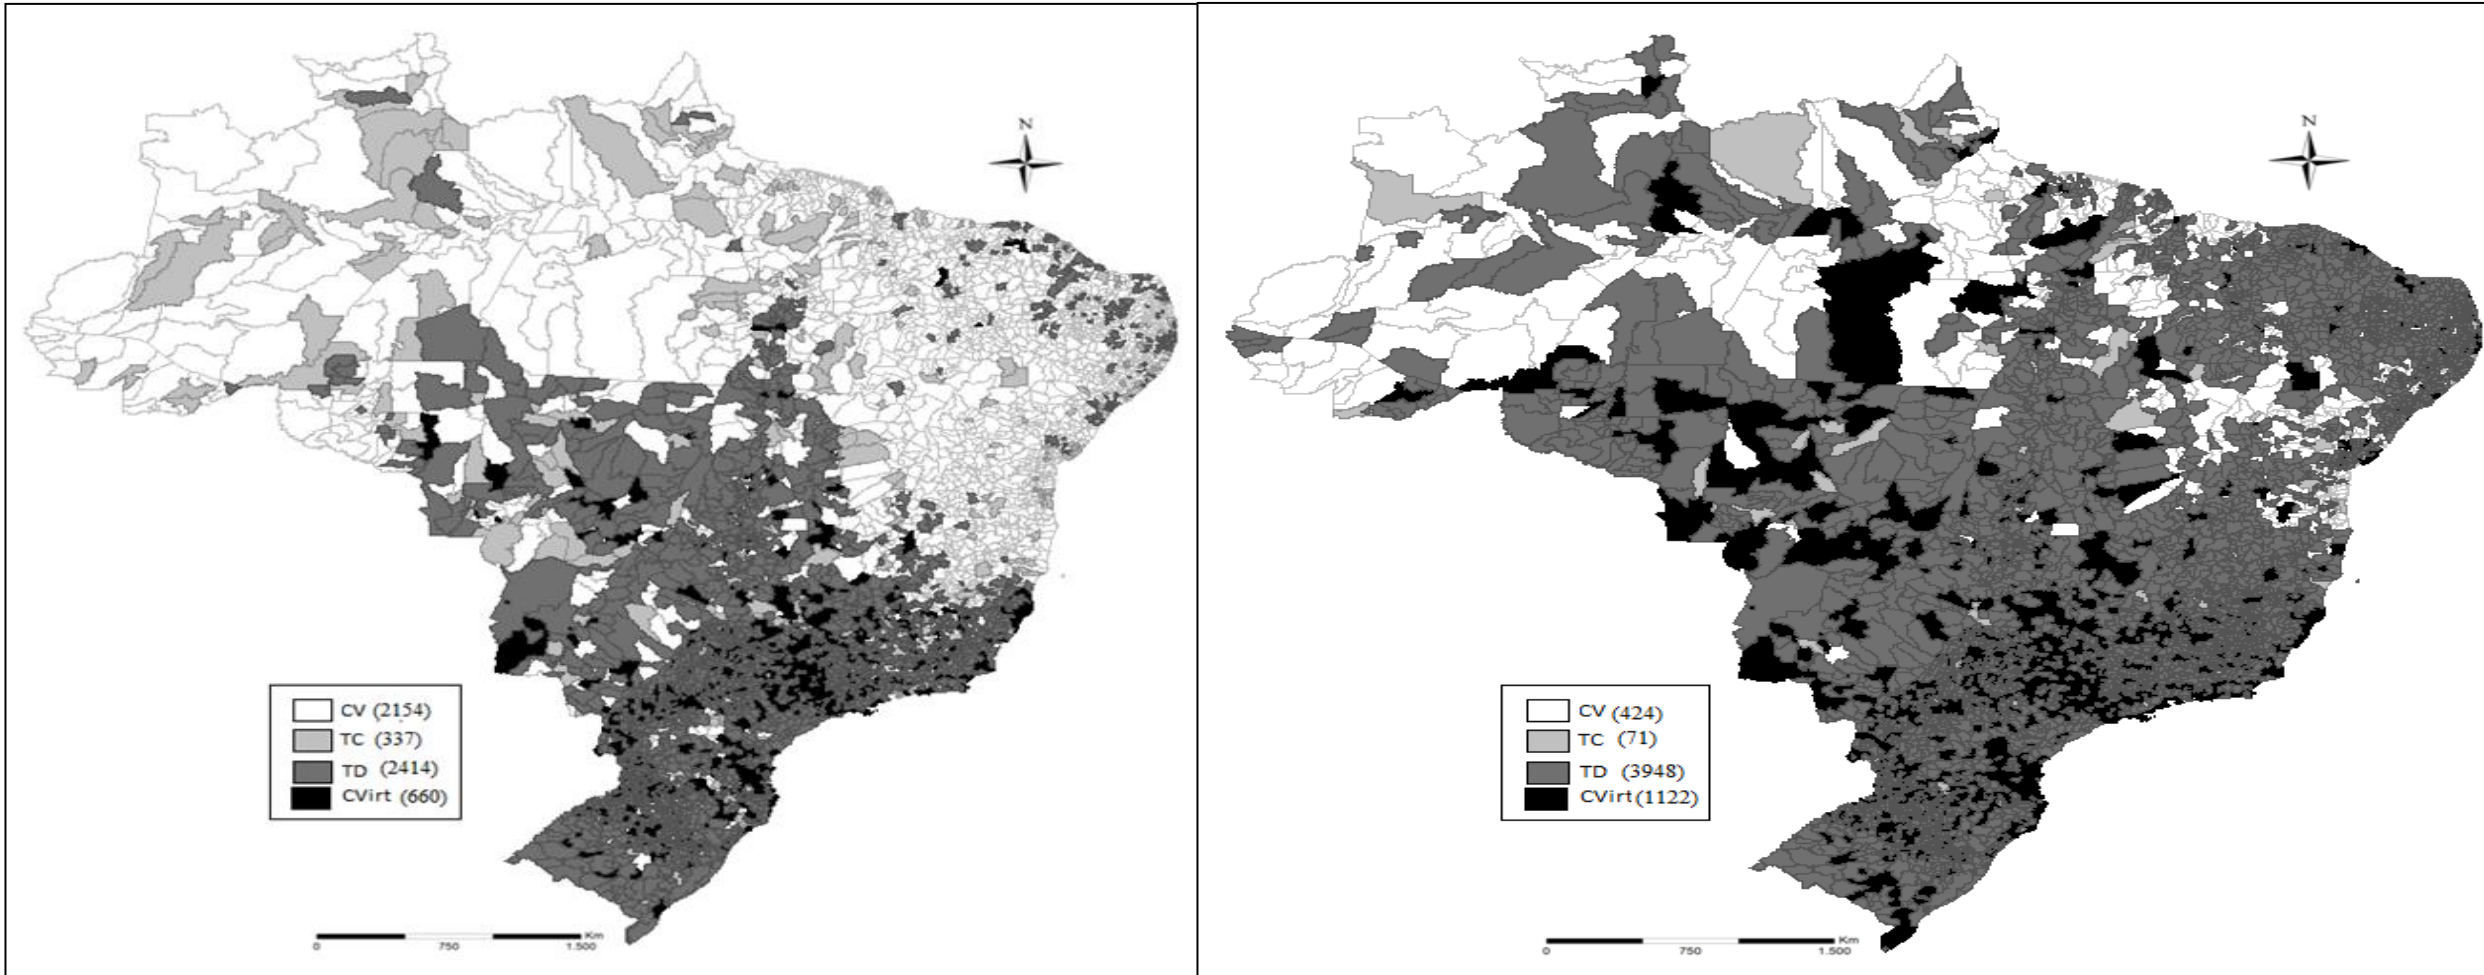 N
CV (2154)
TC (337)
TD (2414)
CVirt (660)
Km
0 750 1.500
N
CV (424)
TC (71)
TD (3948)
CVirt (1122)
Km
0 750 1.500